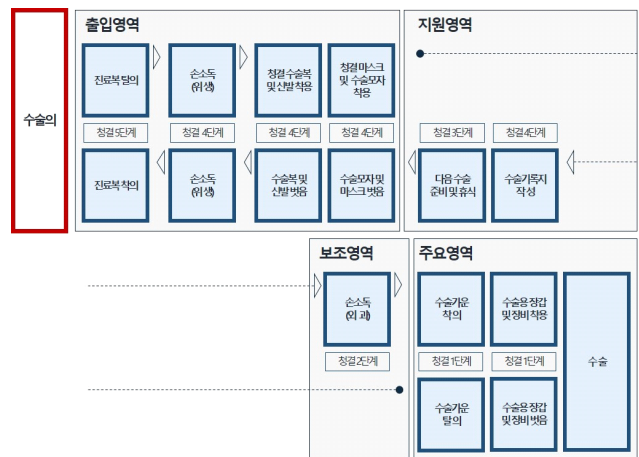 출입영역
지원영역
수술의
진료복 탈의
손소독
(위생)
청결 수술복
및 신발 착용
청결 마스크
및 수술모자
착용
청결 5단계
청결 4단계
청결 4단계
청결 4단계
청결 3단계
청결 4단계
진료복 착의
손소독
(위생)
수술복 및
신발 벗음
수술모자 및
마스크 벗음
다음 수술
준비 및 휴식
수술기록지
작성
보조영역
주요영역
손소독
(외과)
수술가운
착의
수술용 장갑
및 장비 착용
수술
청결 2단계
청결 1단계
청결 1단계
수술가운
탈의
수술용 장갑
및 장비 벗음